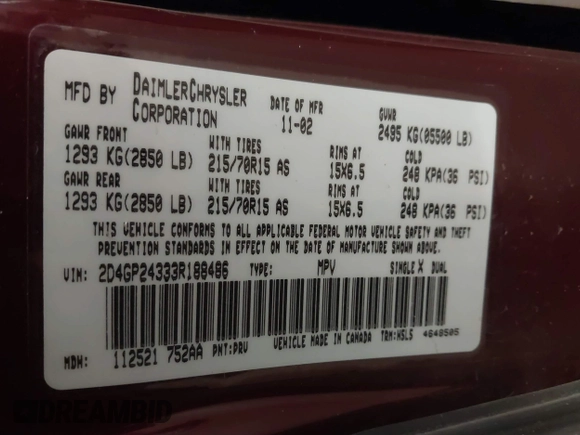 MFD BY DAIMLERCHRYSLER CORPORATION DATE OF MFR 11-02 GVWR 2495 KG(05500 LB)
GAWR FRONT WITH TIRES RIMS AT COLD
1293 KG(2850 LB) 215/70R15 AS 15X6.5 248 KPA(36 PSI)
GAWR REAR WITH TIRES RIMS AT COLD
1293 KG(2850 LB) 215/70R15 AS 15X6.5 248 KPA(36 PSI)
THIS VEHICLE CONFORMS TO ALL APPLICABLE FEDERAL MOTOR VEHICLE SAFETY AND THEFT
PREVENTION STANDARDS IN EFFECT ON THE DATE OF MANUFACTURE SHOWN ABOVE.
VIN: 2D4GP24333R188486 TYPE: MPV SINGLE X DUAL
MDH: 112521 752AA PNT:PRV VEHICLE MADE IN CANADA TRM:WSL5 4648505
DREAMBID